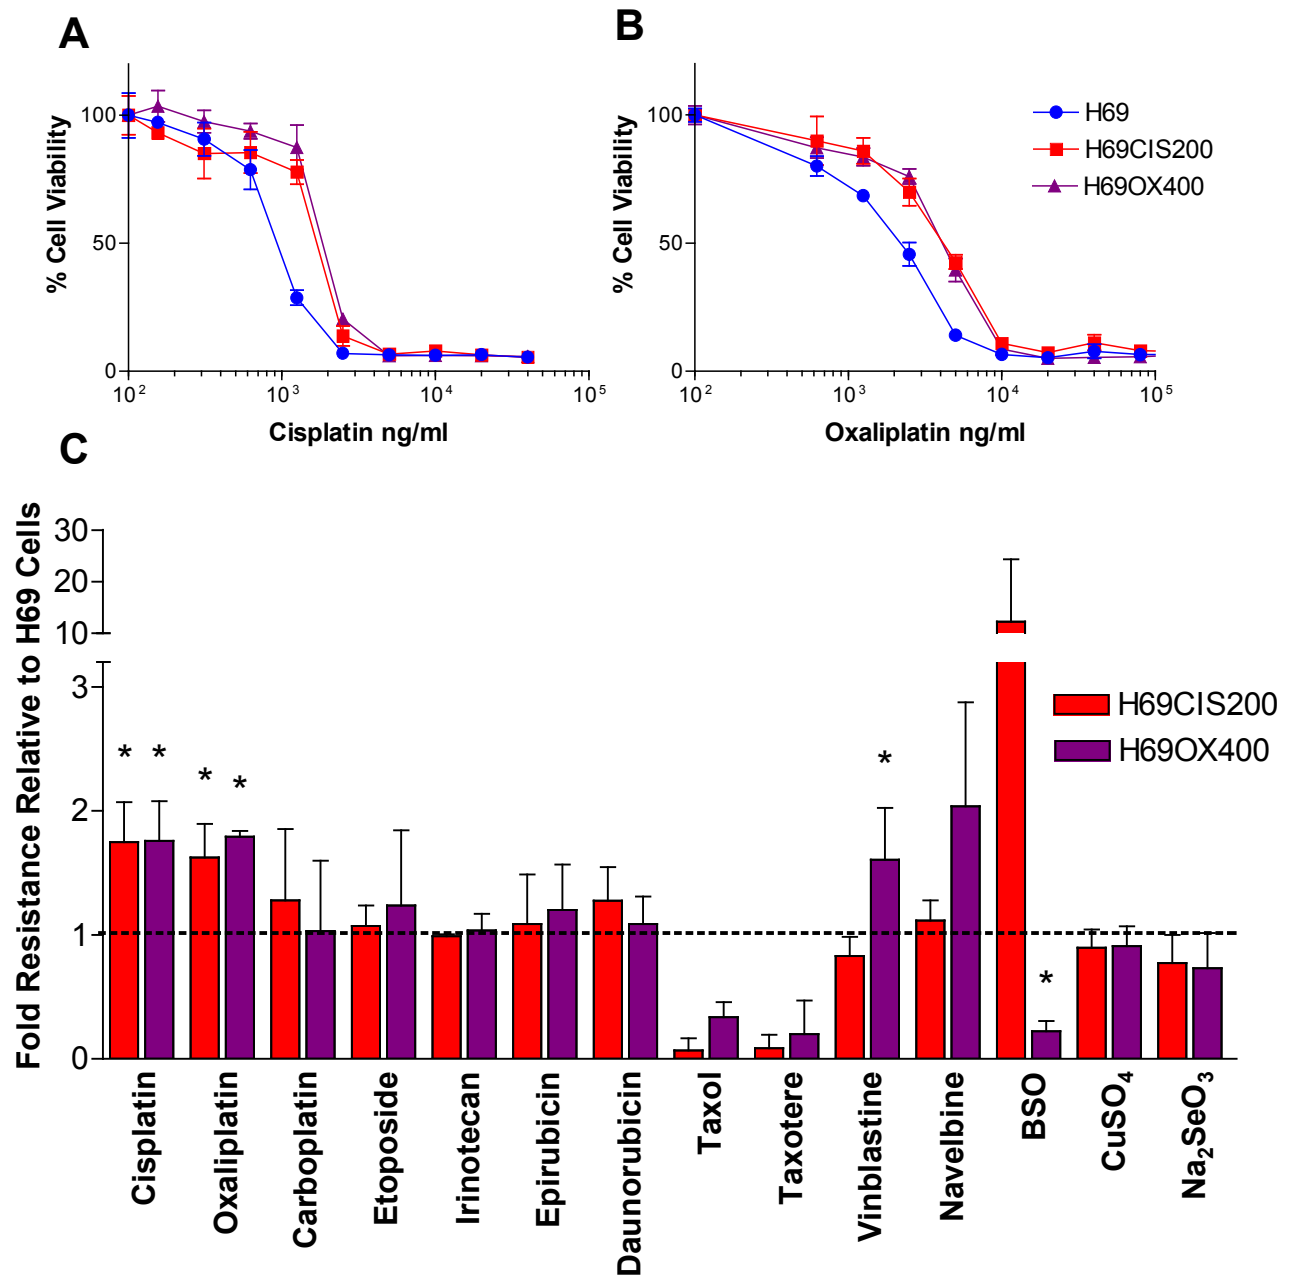 A
B
% Cell Viability
100
50
0
10²
10³
10⁴
10⁵
Cisplatin ng/ml
% Cell Viability
100
50
0
10²
10³
10⁴
10⁵
Oxaliplatin ng/ml
H69
H69CIS200
H69OX400
C
Fold Resistance Relative to H69 Cells
30
20
10
3
2
1
0
* * * * * *
H69CIS200
H69OX400
Cisplatin
Oxaliplatin
Carboplatin
Etoposide
Irinotecan
Epirubicin
Daunorubicin
Taxol
Taxotere
Vinblastine
Navelbine
BSO
CuSO₄
Na₂SeO₃